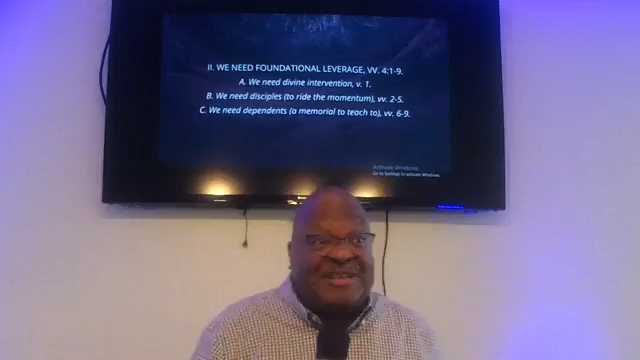 II. WE NEED FOUNDATIONAL LEVERAGE, VV. 4:1-9.
A. We need divine intervention, v. 1.
B. We need disciples (to ride the momentum), vv. 2-5.
C. We need dependents (a memorial to teach to), vv. 6-9.
Activate Windows
Go to Settings to activate Windows.